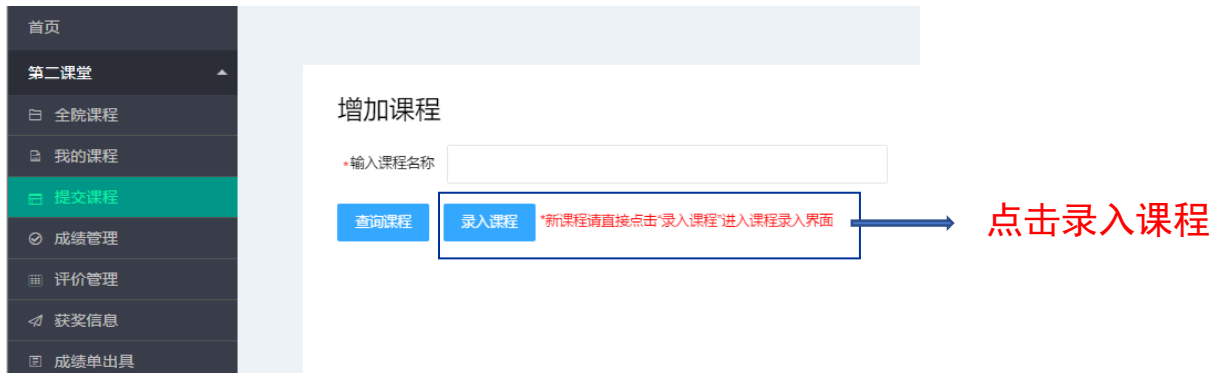 首页
第二课堂
全院课程
我的课程
提交课程
成绩管理
评价管理
获奖信息
成绩单出具
增加课程
*输入课程名称
查询课程 录入课程 *新课程请直接点击“录入课程”进入课程录入界面
点击录入课程